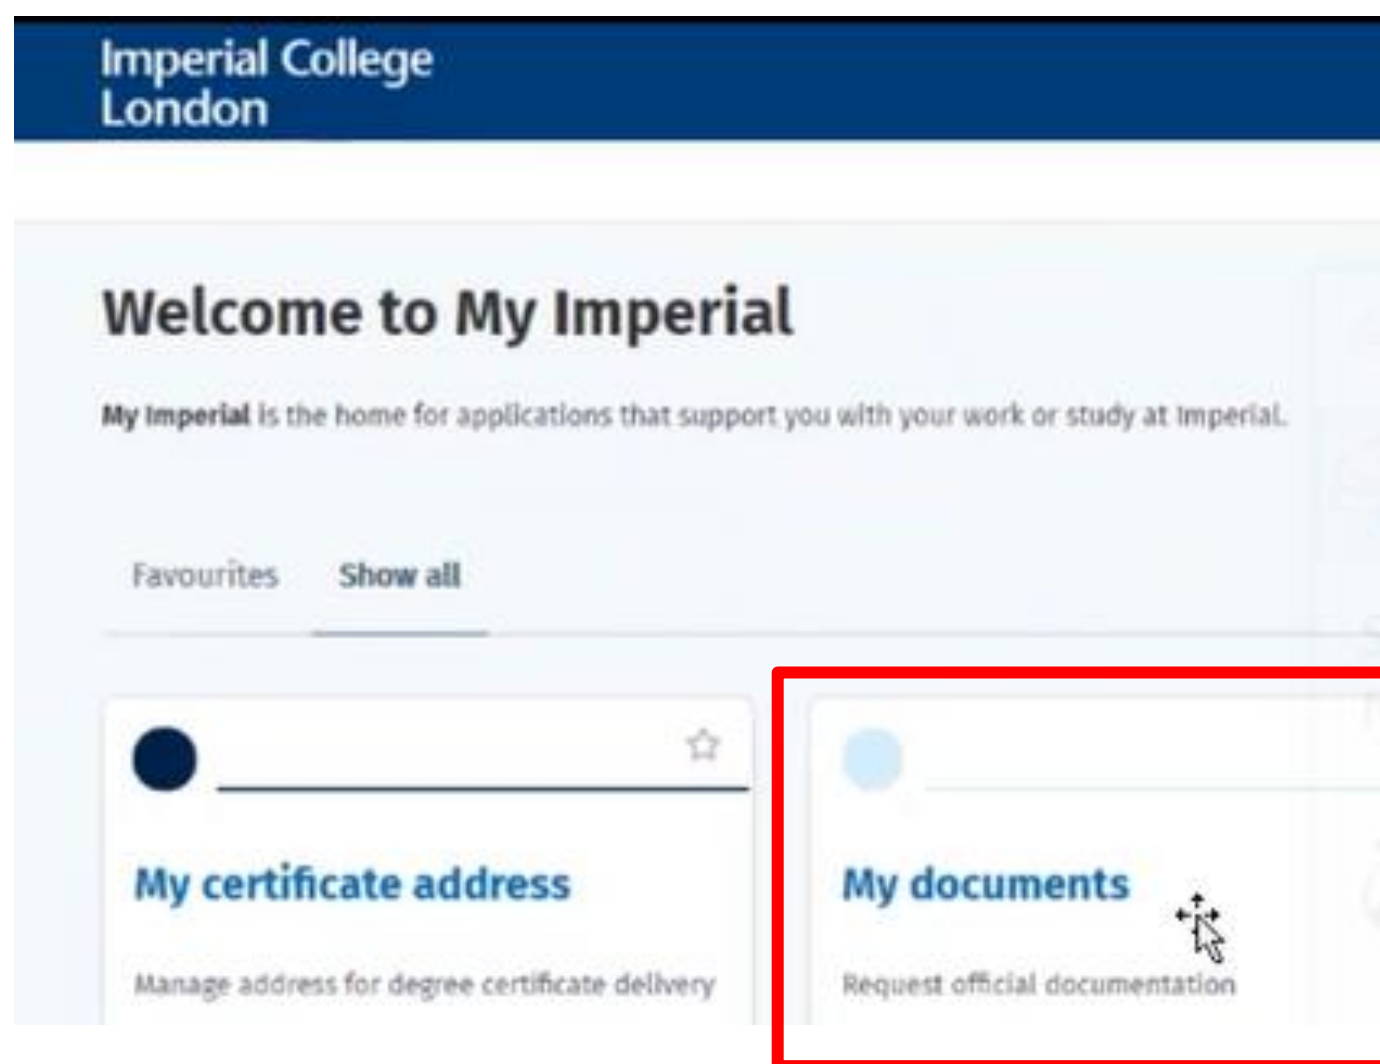 Imperial College
London
Welcome to My Imperial
My Imperial is the home for applications that support you with your work or study at Imperial.
Favourites Show all
My certificate address
Manage address for degree certificate delivery
My documents
Request official documentation